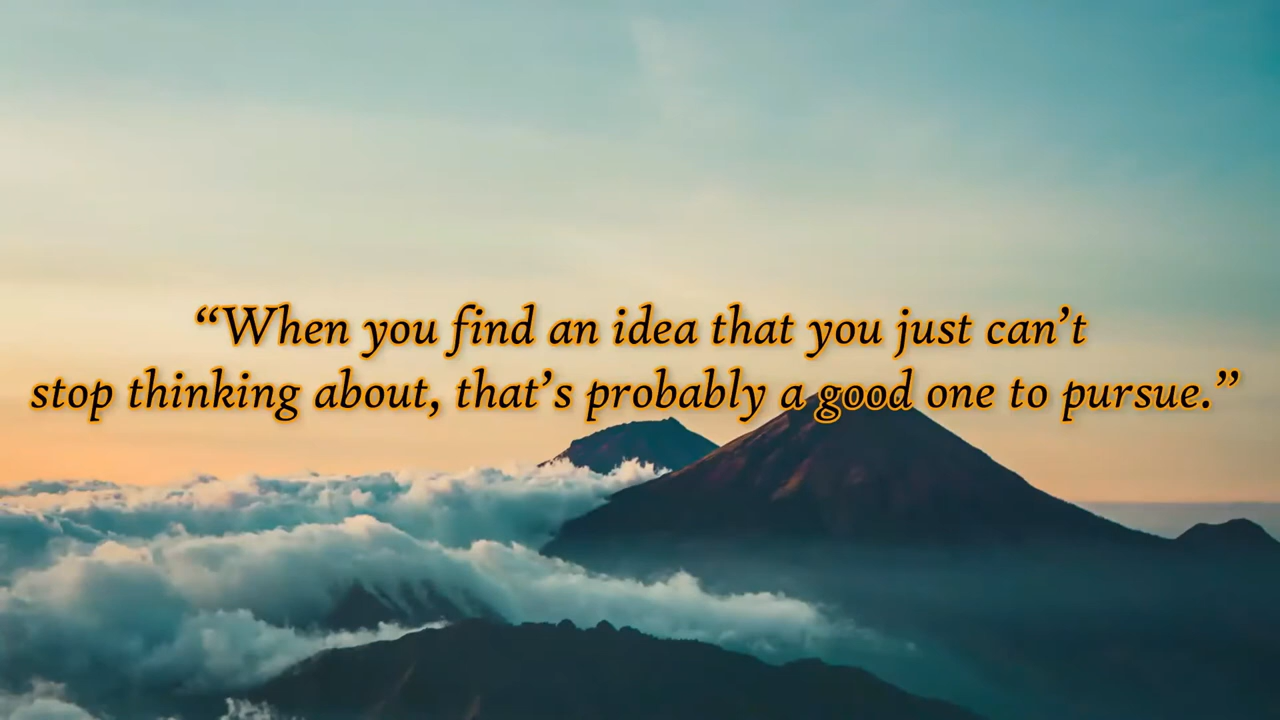 “When you find an idea that you just can’t
stop thinking about, that’s probably a good one to pursue.”